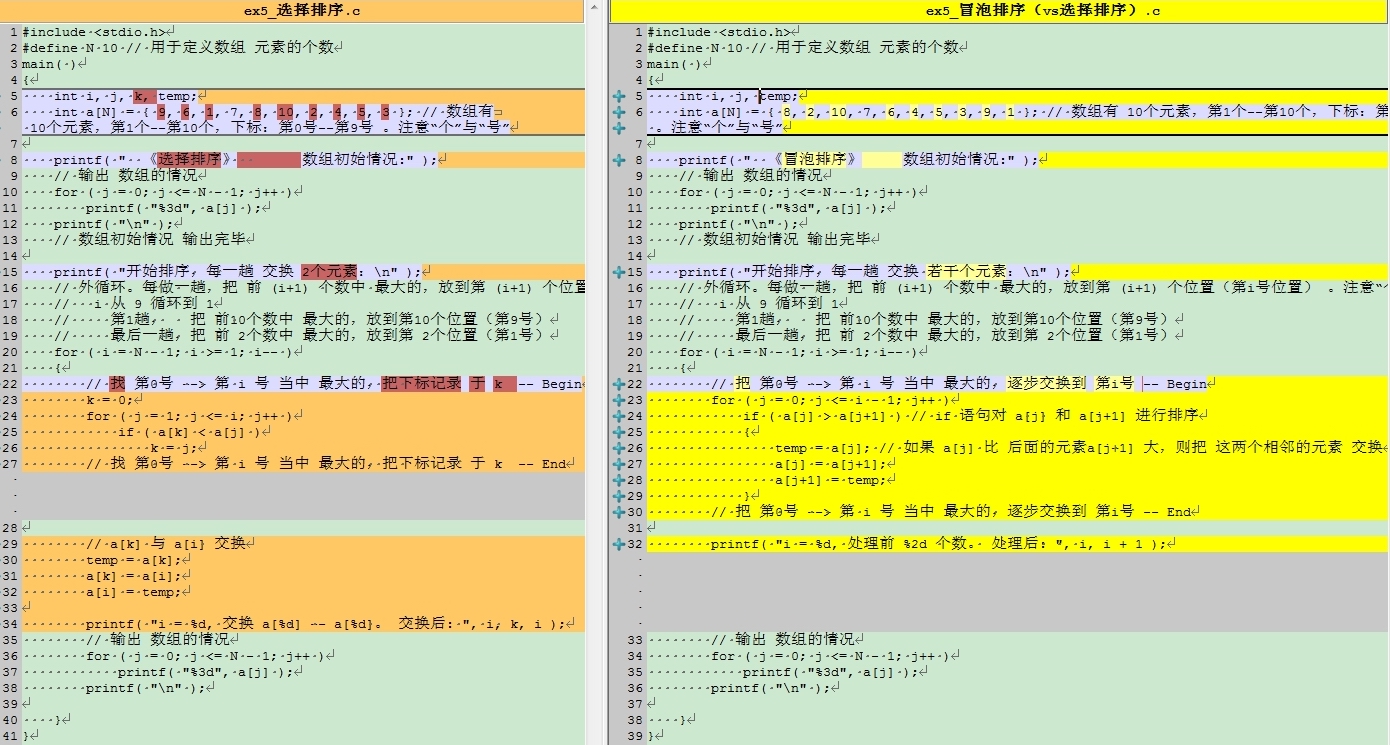 ex5_选择排序.c
1 #include <stdio.h>
2 #define N 10 // 用于定义数组 元素的个数
3 main( )
4 {
5 int i, j, k, temp;
6 int a[N] = { 9, 6, 1, 7, 8, 10, 2, 4, 5, 3 }; // 数组有
10个元素，第1个--第10个，下标：第0号--第9号 。注意“个”与“号”
7
8 printf( " 《选择排序》 数组初始情况:" );
9 // 输出 数组的情况
10 for ( j = 0; j <= N - 1; j++ )
11 printf( "%3d", a[j] );
12 printf( "\n" );
13 // 数组初始情况 输出完毕
14
15 printf( "开始排序，每一趟 交换 2个元素：\n" );
16 // 外循环。每做一趟，把 前 (i+1) 个数中 最大的，放到第 (i+1) 个位置
17 // i 从 9 循环到 1
18 // 第1趟， 把 前10个数中 最大的，放到第10个位置（第9号）
19 // 最后一趟，把 前 2个数中 最大的，放到第 2个位置（第1号）
20 for ( i = N - 1; i >= 1; i-- )
21 {
22 // 找 第0号 --> 第 i 号 当中 最大的，把下标记录 于 k -- Begin
23 k = 0;
24 for ( j = 1; j <= i; j++ )
25 if ( a[k] < a[j] )
26 k = j;
27 // 找 第0号 --> 第 i 号 当中 最大的，把下标记录 于 k -- End
28
29 // a[k] 与 a[i} 交换
30 temp = a[k];
31 a[k] = a[i];
32 a[i] = temp;
33
34 printf( "i = %d, 交换 a[%d] -- a[%d]。 交换后：", i, k, i );
35 // 输出 数组的情况
36 for ( j = 0; j <= N - 1; j++ )
37 printf( "%3d", a[j] );
38 printf( "\n" );
39
40 }
41 }
ex5_冒泡排序（vs选择排序）.c
1 #include <stdio.h>
2 #define N 10 // 用于定义数组 元素的个数
3 main( )
4 {
5 int i, j, temp;
6 int a[N] = { 8, 2, 10, 7, 6, 4, 5, 3, 9, 1 }; // 数组有 10个元素，第1个--第10个，下标：第
。注意“个”与“号”
7
8 printf( " 《冒泡排序》 数组初始情况:" );
9 // 输出 数组的情况
10 for ( j = 0; j <= N - 1; j++ )
11 printf( "%3d", a[j] );
12 printf( "\n" );
13 // 数组初始情况 输出完毕
14
15 printf( "开始排序，每一趟 交换 若干个元素：\n" );
16 // 外循环。每做一趟，把 前 (i+1) 个数中 最大的，放到第 (i+1) 个位置（第i号位置） 。注意“
17 // i 从 9 循环到 1
18 // 第1趟， 把 前10个数中 最大的，放到第10个位置（第9号）
19 // 最后一趟，把 前 2个数中 最大的，放到第 2个位置（第1号）
20 for ( i = N - 1; i >= 1; i-- )
21 {
22 // 把 第0号 --> 第 i 号 当中 最大的，逐步交换到 第i号 -- Begin
23 for ( j = 0; j <= i - 1; j++ )
24 if ( a[j] > a[j+1] ) // if 语句对 a[j} 和 a[j+1] 进行排序
25 {
26 temp = a[j]; // 如果 a[j] 比 后面的元素a[j+1] 大，则把 这两个相邻的元素 交换
27 a[j] = a[j+1];
28 a[j+1] = temp;
29 }
30 // 把 第0号 --> 第 i 号 当中 最大的，逐步交换到 第i号 -- End
31
32 printf( "i = %d, 处理前 %2d 个数。 处理后：", i, i + 1 );
33 // 输出 数组的情况
34 for ( j = 0; j <= N - 1; j++ )
35 printf( "%3d", a[j] );
36 printf( "\n" );
37
38 }
39 }